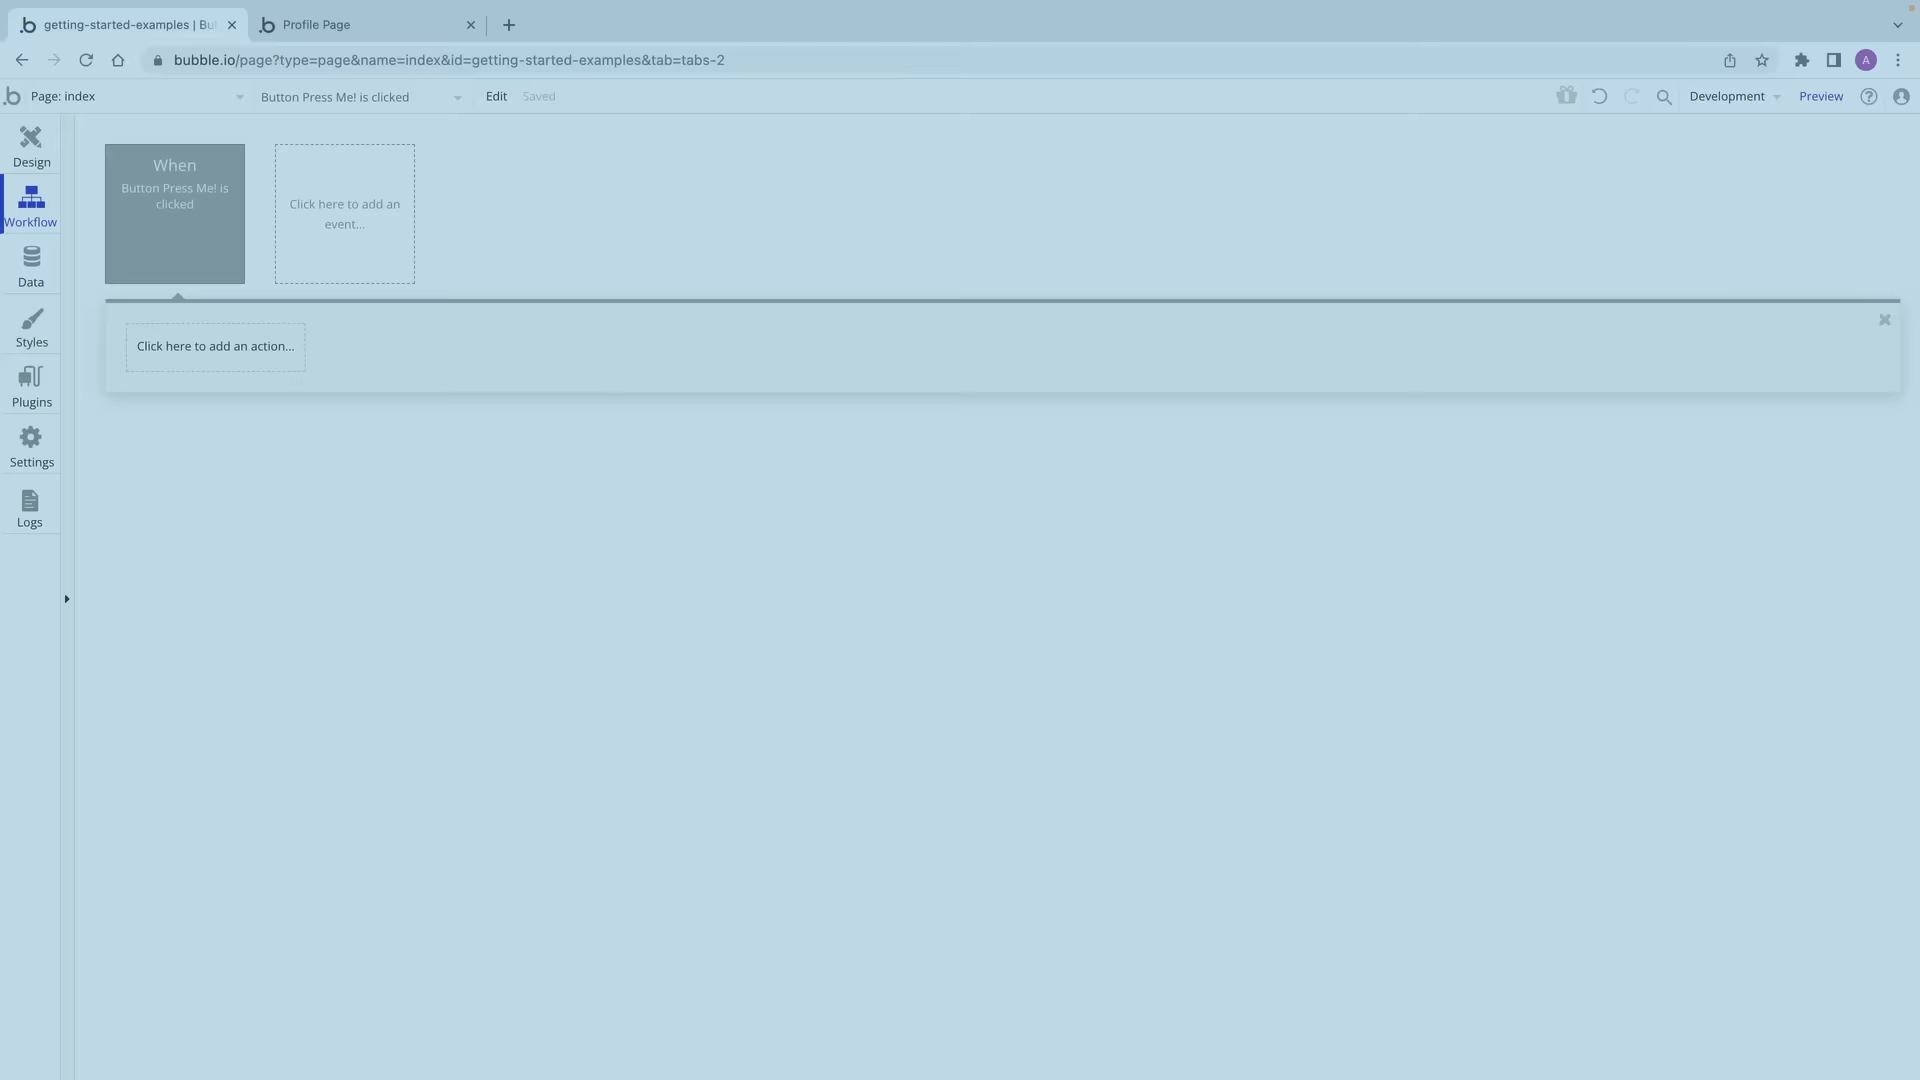 getting-started-examples | Bu
Profile Page
bubble.io/page?type=page&name=index&id=getting-started-examples&tab=tabs-2
A
Page: index
Button Press Me! is clicked
Edit
Saved
Development
Preview
Design
Workflow
Data
Styles
Plugins
Settings
Logs
When
Button Press Me! is
clicked
Click here to add an
event...
Click here to add an action...